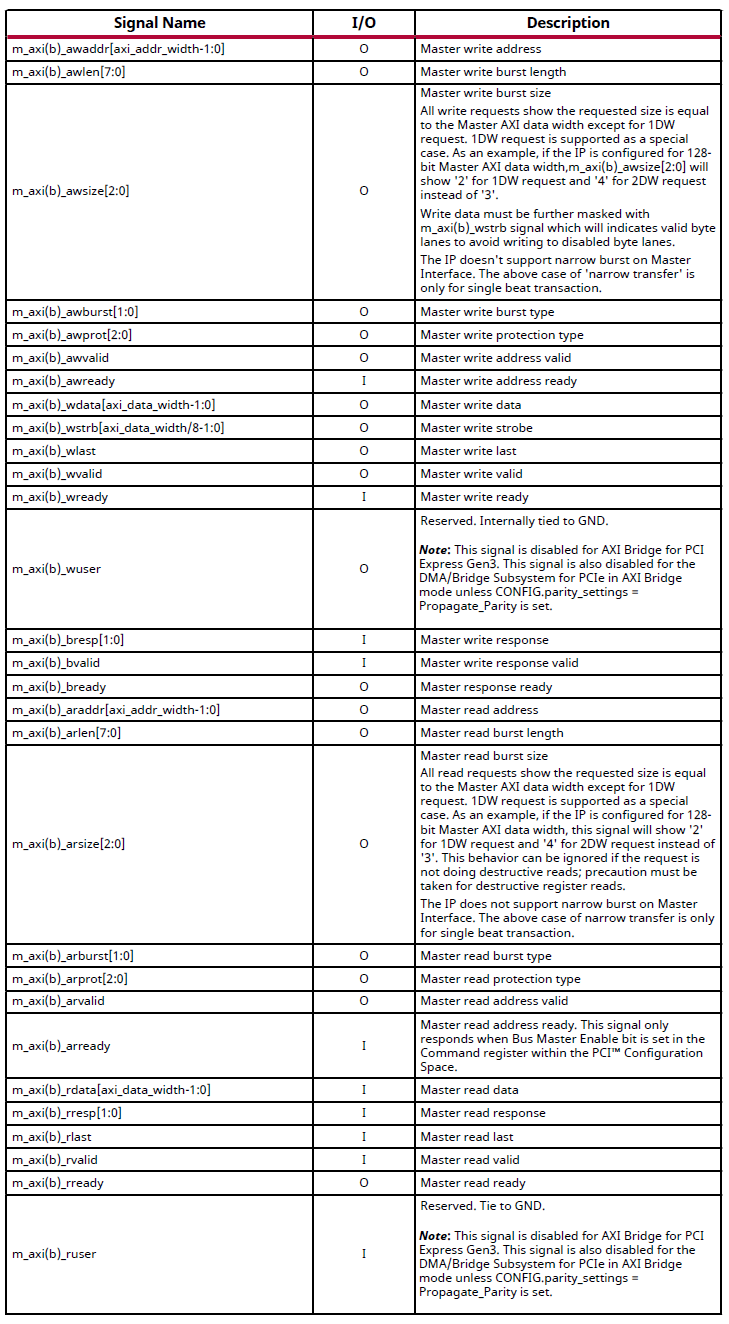 Signal Name I/O Description
m_axi(b)_awaddr[axi_addr_width-1:0] O Master write address
m_axi(b)_awlen[7:0] O Master write burst length
m_axi(b)_awsize[2:0] O Master write burst size
All write requests show the requested size is equal
to the Master AXI data width except for 1DW
request. 1DW request is supported as a special
case. As an example, if the IP is configured for 128-
bit Master AXI data width,m_axi(b)_awsize[2:0] will
show '2' for 1DW request and '4' for 2DW request
instead of '3'.
Write data must be further masked with
m_axi(b)_wstrb signal which will indicates valid byte
lanes to avoid writing to disabled byte lanes.
The IP doesn't support narrow burst on Master
Interface. The above case of 'narrow transfer' is
only for single beat transaction.
m_axi(b)_awburst[1:0] O Master write burst type
m_axi(b)_awprot[2:0] O Master write protection type
m_axi(b)_awvalid O Master write address valid
m_axi(b)_awready I Master write address ready
m_axi(b)_wdata[axi_data_width-1:0] O Master write data
m_axi(b)_wstrb[axi_data_width/8-1:0] O Master write strobe
m_axi(b)_wlast O Master write last
m_axi(b)_wvalid O Master write valid
m_axi(b)_wready I Master write ready
m_axi(b)_wuser O Reserved. Internally tied to GND.
Note: This signal is disabled for AXI Bridge for PCI
Express Gen3. This signal is also disabled for the
DMA/Bridge Subsystem for PCIe in AXI Bridge
mode unless CONFIG.parity_settings =
Propagate_Parity is set.
m_axi(b)_bresp[1:0] I Master write response
m_axi(b)_bvalid I Master write response valid
m_axi(b)_bready O Master response ready
m_axi(b)_araddr[axi_addr_width-1:0] O Master read address
m_axi(b)_arlen[7:0] O Master read burst length
m_axi(b)_arsize[2:0] O Master read burst size
All read requests show the requested size is equal
to the Master AXI data width except for 1DW
request. 1DW request is supported as a special
case. As an example, if the IP is configured for 128-
bit Master AXI data width, this signal will show '2'
for 1DW request and '4' for 2DW request instead of
'3'. This behavior can be ignored if the request is
not doing destructive reads; precaution must be
taken for destructive register reads.
The IP does not support narrow burst on Master
Interface. The above case of narrow transfer is only
for single beat transaction.
m_axi(b)_arburst[1:0] O Master read burst type
m_axi(b)_arprot[2:0] O Master read protection type
m_axi(b)_arvalid O Master read address valid
m_axi(b)_arready I Master read address ready. This signal only
responds when Bus Master Enable bit is set in the
Command register within the PCI™ Configuration
Space.
m_axi(b)_rdata[axi_data_width-1:0] I Master read data
m_axi(b)_rresp[1:0] I Master read response
m_axi(b)_rlast I Master read last
m_axi(b)_rvalid I Master read valid
m_axi(b)_rready O Master read ready
m_axi(b)_ruser I Reserved. Tie to GND.
Note: This signal is disabled for AXI Bridge for PCI
Express Gen3. This signal is also disabled for the
DMA/Bridge Subsystem for PCIe in AXI Bridge
mode unless CONFIG.parity_settings =
Propagate_Parity is set.